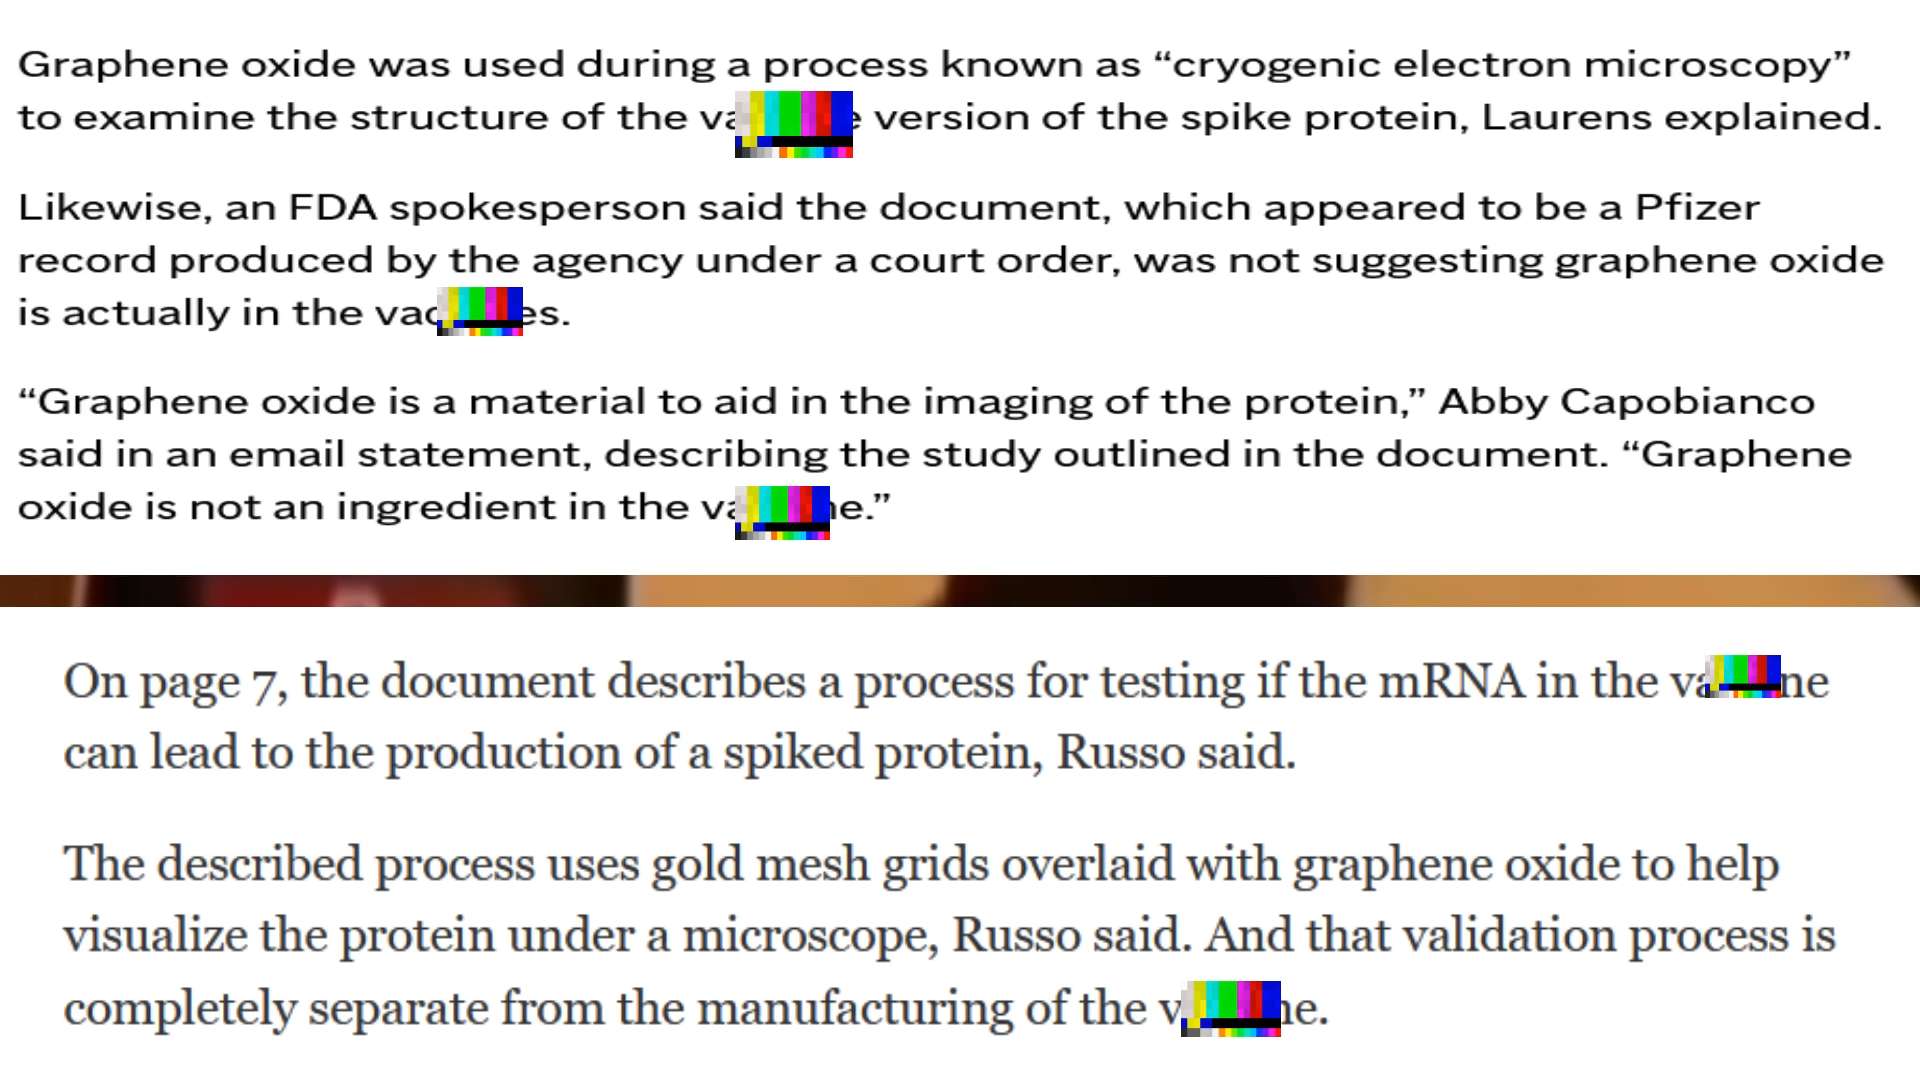 Graphene oxide was used during a process known as “cryogenic electron microscopy”
to examine the structure of the version of the spike protein, Laurens explained.
Likewise, an FDA spokesperson said the document, which appeared to be a Pfizer
record produced by the agency under a court order, was not suggesting graphene oxide
is actually in the
“Graphene oxide is a material to aid in the imaging of the protein,” Abby Capobianco
said in an email statement, describing the study outlined in the document. “Graphene
oxide is not an ingredient in the
On page 7, the document describes a process for testing if the mRNA in the
can lead to the production of a spiked protein, Russo said.
The described process uses gold mesh grids overlaid with graphene oxide to help
visualize the protein under a microscope, Russo said. And that validation process is
completely separate from the manufacturing of the